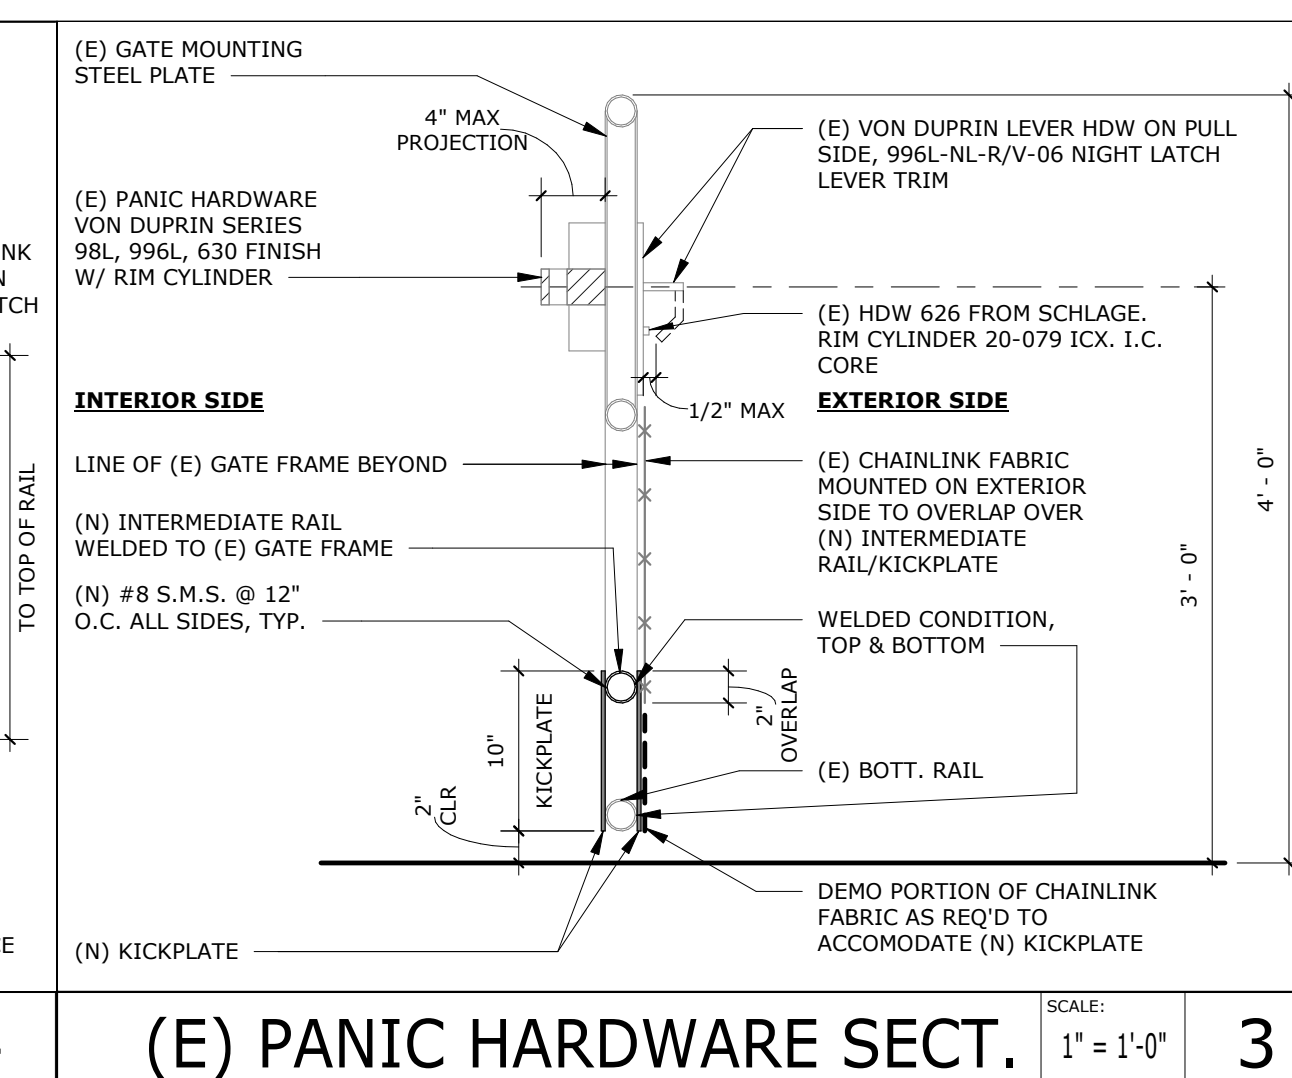 (E) GATE MOUNTING
STEEL PLATE
4" MAX
PROJECTION
(E) VON DUPRIN LEVER HDW ON PULL
SIDE, 996L-NL-R/V-06 NIGHT LATCH
LEVER TRIM
(E) PANIC HARDWARE
VON DUPRIN SERIES
98L, 996L, 630 FINISH
W/ RIM CYLINDER
NK
N
TCH
(E) HDW 626 FROM SCHLAGE.
RIM CYLINDER 20-079 ICX. I.C.
CORE
INTERIOR SIDE
1/2" MAX
EXTERIOR SIDE
LINE OF (E) GATE FRAME BEYOND
(E) CHAINLINK FABRIC
MOUNTED ON EXTERIOR
SIDE TO OVERLAP OVER
(N) INTERMEDIATE
RAIL/KICKPLATE
4' - 0"
3' - 0"
TO TOP OF RAIL
(N) INTERMEDIATE RAIL
WELDED TO (E) GATE FRAME
(N) #8 S.M.S. @ 12"
O.C. ALL SIDES, TYP.
WELDED CONDITION,
TOP & BOTTOM
10"
KICKPLATE
2"
OVERLAP
2"
CLR
(E) BOTT. RAIL
DEMO PORTION OF CHAINLINK
FABRIC AS REQ'D TO
ACCOMODATE (N) KICKPLATE
CE
(N) KICKPLATE
(E) PANIC HARDWARE SECT.
SCALE:
1" = 1'-0"
3